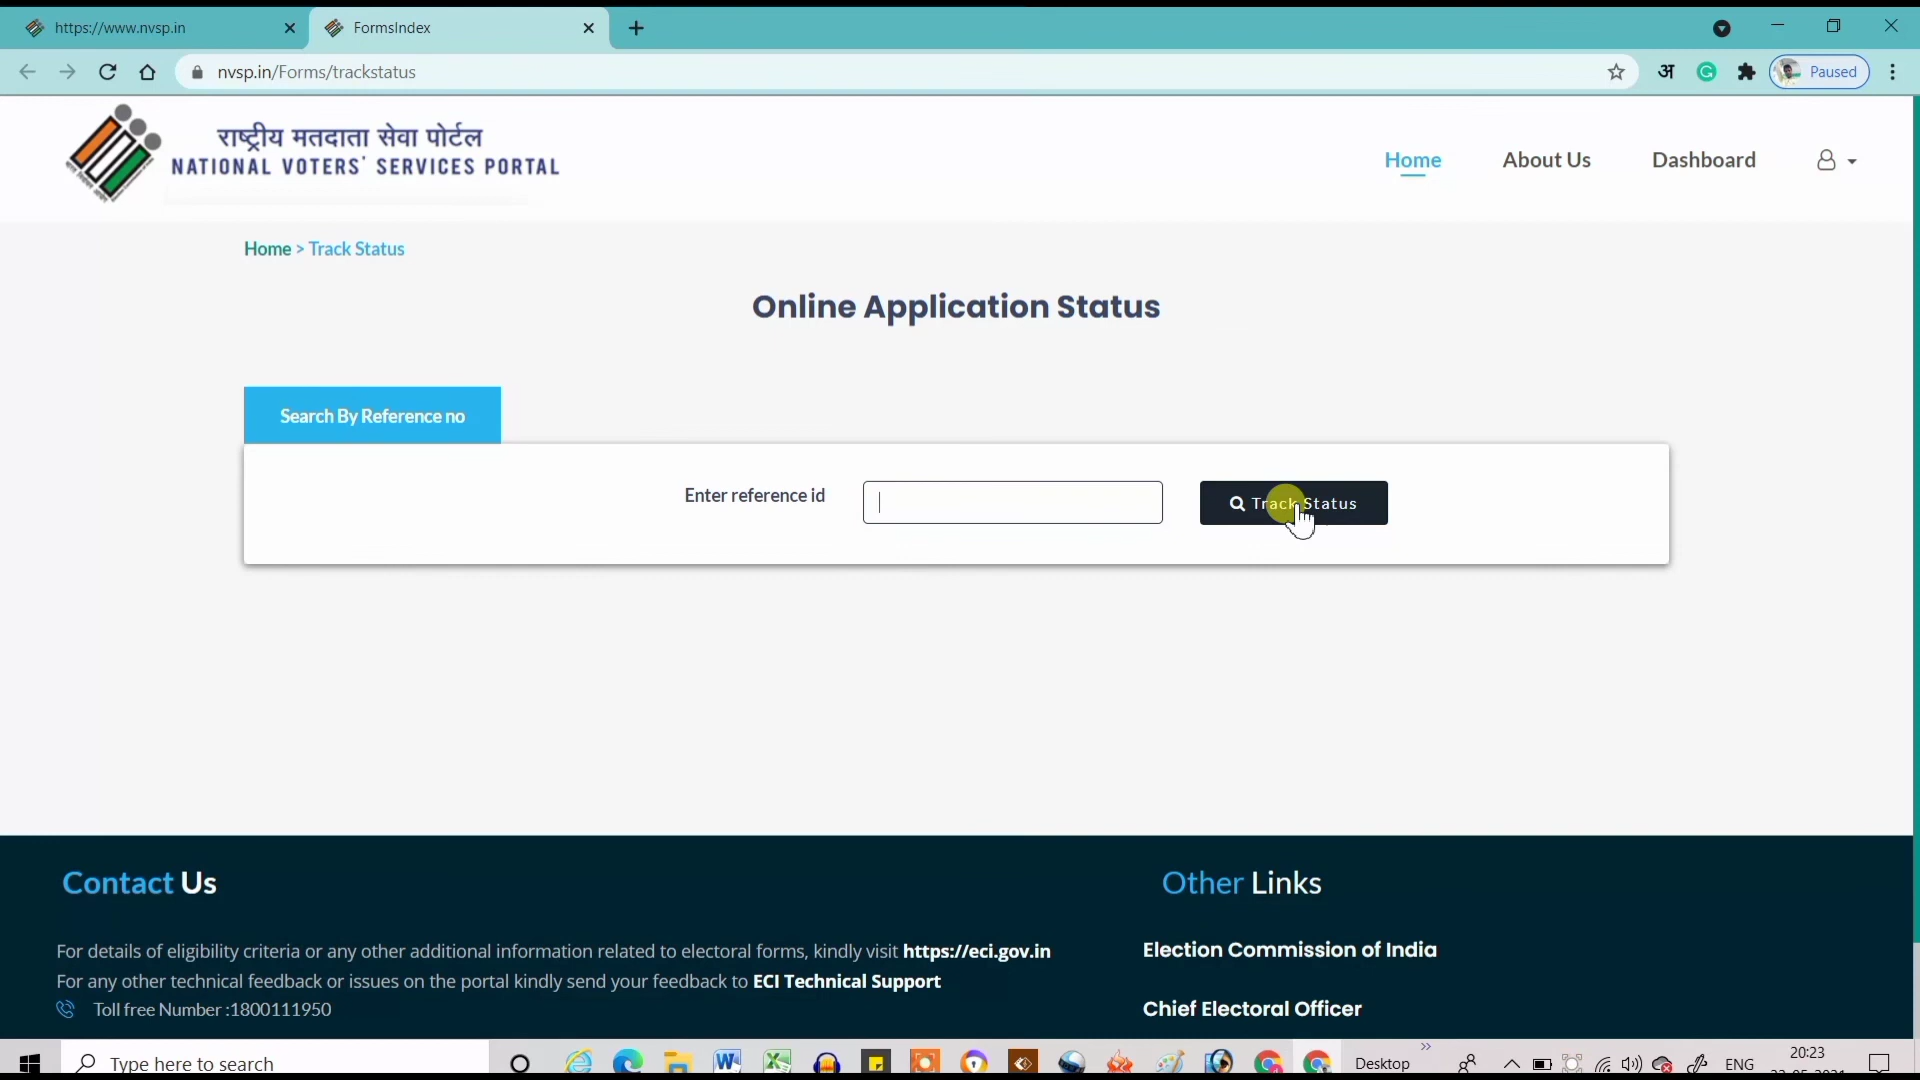 https://www.nvsp.in
FormsIndex
nvsp.in/Forms/trackstatus
अ
Paused
राष्ट्रीय मतदाता सेवा पोर्टल
NATIONAL VOTERS' SERVICES PORTAL
Home
About Us
Dashboard
Home > Track Status
Online Application Status
Search By Reference no
Enter reference id
Track Status
Contact Us
Other Links
For details of eligibility criteria or any other additional information related to electoral forms, kindly visit https://eci.gov.in
Election Commission of India
For any other technical feedback or issues on the portal kindly send your feedback to ECI Technical Support
Toll free Number :1800111950
Chief Electoral Officer
Type here to search
Desktop
ENG
20:23